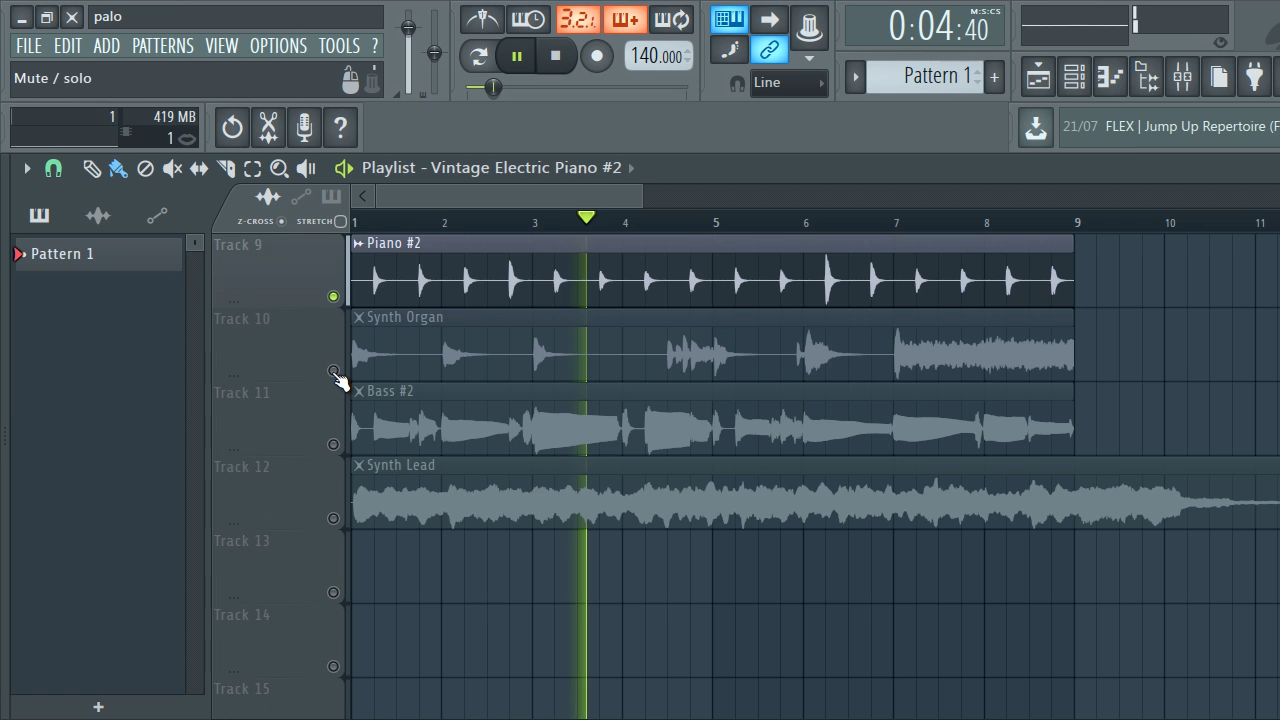 palo
FILE EDIT ADD PATTERNS VIEW OPTIONS TOOLS ?
Mute / solo
3.2.1
140.000
M:S:CS
0:04:40
Line
Pattern 1
+
1
419 MB
1
?
21/07 FLEX | Jump Up Repertoire (F
Playlist - Vintage Electric Piano #2
Z-CROSS STRETCH
1 2 3 4 5 6 7 8 9 10 11
Pattern 1
Track 9
Piano #2
...
Track 10
Synth Organ
...
Track 11
Bass #2
...
Track 12
Synth Lead
...
Track 13
...
Track 14
...
Track 15
+